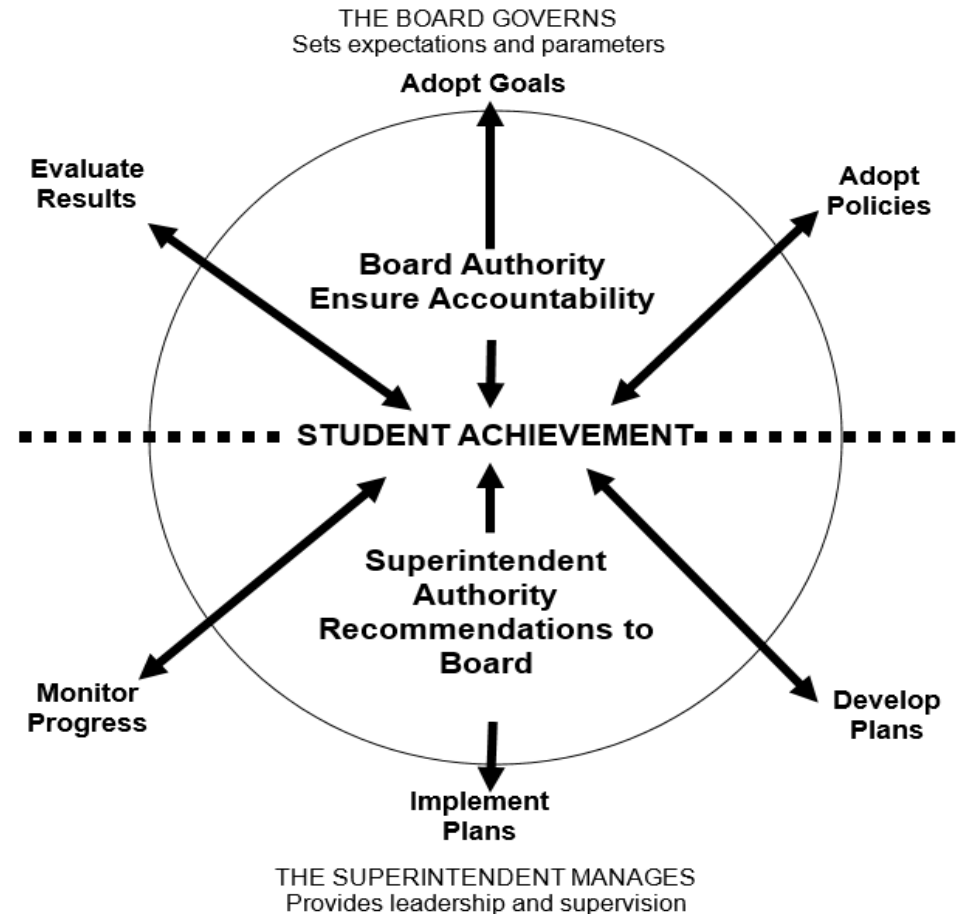 THE BOARD GOVERNS
Sets expectations and parameters
Adopt Goals
Evaluate
Results
Adopt
Policies
Board Authority
Ensure Accountability
STUDENT ACHIEVEMENT
Superintendent
Authority
Recommendations to
Board
Monitor
Progress
Develop
Plans
Implement
Plans
THE SUPERINTENDENT MANAGES
Provides leadership and supervision